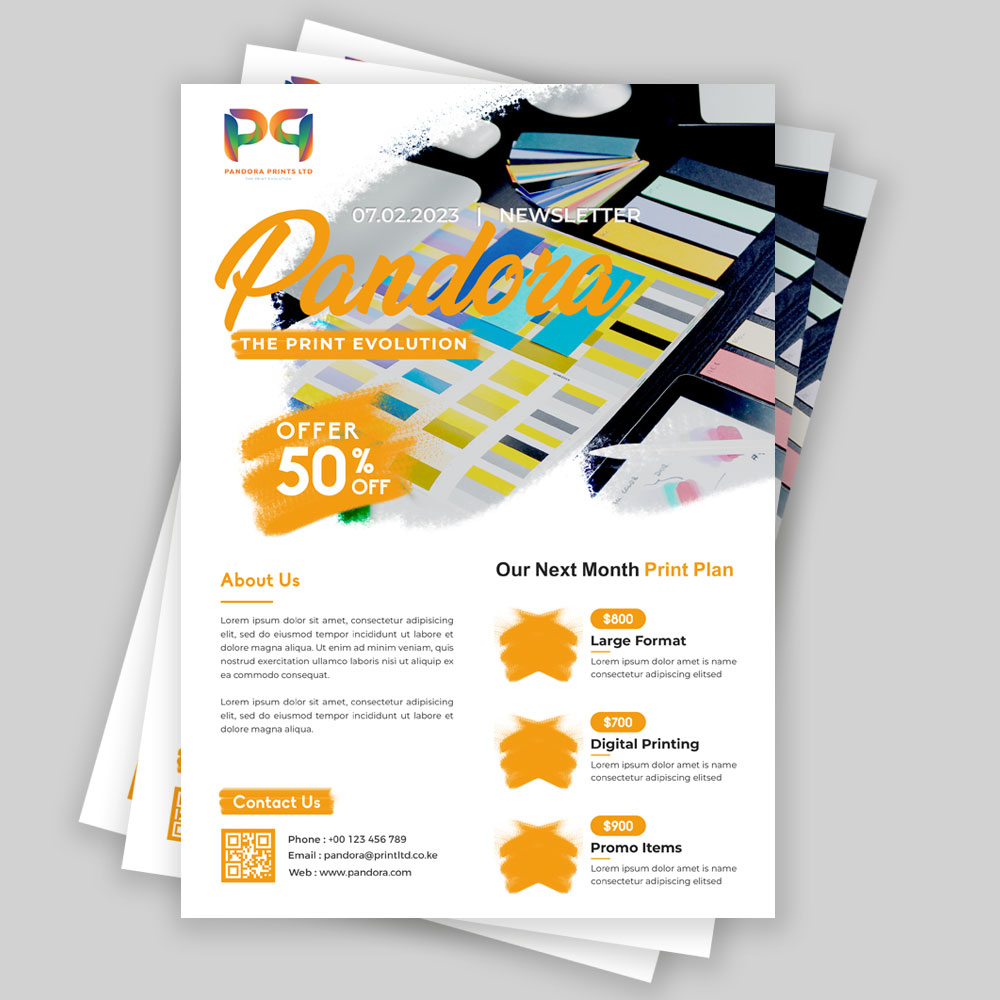 PANDORA PRINTS LTD
THE PRINT EVOLUTION
07.02.2023 | NEWSLETTER
Pandora
THE PRINT EVOLUTION
OFFER
50% OFF
About Us
Lorem ipsum dolor sit amet, consectetur adipisicing
elit, sed do eiusmod tempor incididunt ut labore et
dolore magna aliqua. Ut enim ad minim veniam, quis
nostrud exercitation ullamco laboris nisi ut aliquip ex
ea commodo consequat.
Lorem ipsum dolor sit amet, consectetur adipisicing
elit, sed do eiusmod tempor incididunt ut labore et
dolore magna aliqua.
Contact Us
Phone : +00 123 456 789
Email : pandora@printltd.co.ke
Web : www.pandora.com
Our Next Month Print Plan
$800
Large Format
Lorem ipsum dolor amet is name
consectetur adipiscing elitsed
$700
Digital Printing
Lorem ipsum dolor amet is name
consectetur adipiscing elitsed
$900
Promo Items
Lorem ipsum dolor amet is name
consectetur adipiscing elitsed